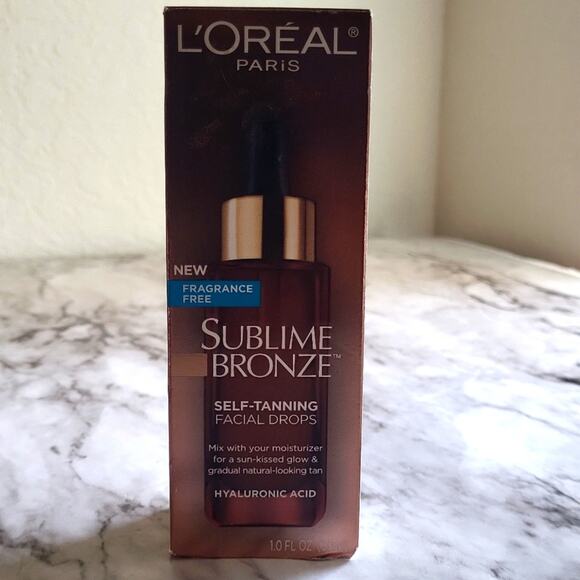 L'ORÉAL®
PARiS
NEW
FRAGRANCE
FREE
SUBLIME
BRONZE™
SELF-TANNING
FACIAL DROPS
Mix with your moisturizer
for a sun-kissed glow &
gradual natural-looking tan
HYALURONIC ACID
1.0 FL OZ